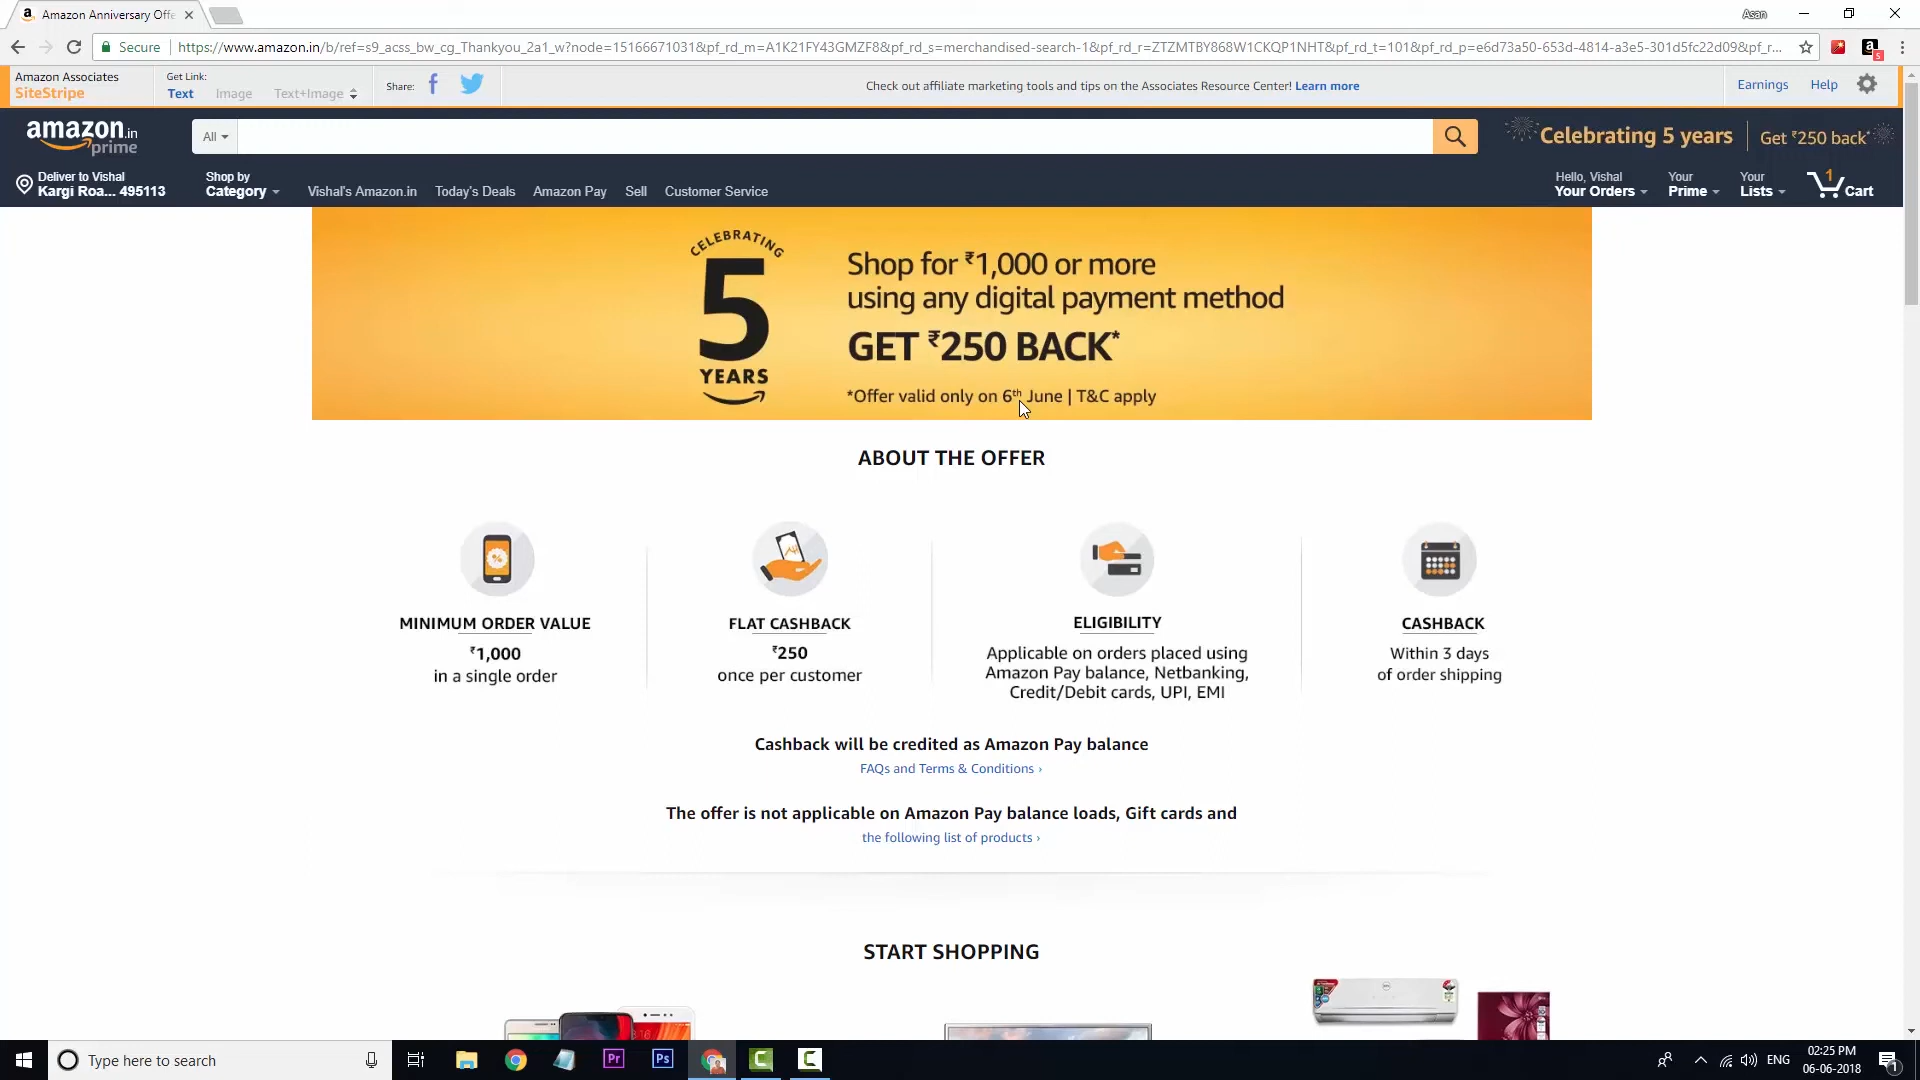 Amazon Anniversary Offe
Asan
Secure
https://www.amazon.in/b/ref=s9_acss_bw_cg_Thankyou_2a1_w?node=15166671031&pf_rd_m=A1K21FY43GMZF8&pf_rd_s=merchandised-search-1&pf_rd_r=ZTZMTBY868W1CKQP1NHT&pf_rd_t=101&pf_rd_p=e6d73a50-653d-4814-a3e5-301d5fc22d09&pf_r...
Amazon Associates
SiteStripe
Get Link:
Text Image Text+Image
Share:
Check out affiliate marketing tools and tips on the Associates Resource Center! Learn more
Earnings Help
amazon.in
prime
All
Celebrating 5 years
Get ₹250 back*
Deliver to Vishal
Kargi Roa... 495113
Shop by
Category
Vishal's Amazon.in Today's Deals Amazon Pay Sell Customer Service
Hello, Vishal
Your Orders
Your
Prime
Your
Lists
1
Cart
CELEBRATING
5
YEARS
Shop for ₹1,000 or more
using any digital payment method
GET ₹250 BACK*
*Offer valid only on 6th June | T&C apply
ABOUT THE OFFER
MINIMUM ORDER VALUE
₹1,000
in a single order
FLAT CASHBACK
₹250
once per customer
ELIGIBILITY
Applicable on orders placed using
Amazon Pay balance, Netbanking,
Credit/Debit cards, UPI, EMI
CASHBACK
Within 3 days
of order shipping
Cashback will be credited as Amazon Pay balance
FAQs and Terms & Conditions ›
The offer is not applicable on Amazon Pay balance loads, Gift cards and
the following list of products ›
START SHOPPING
Type here to search
Pr
Ps
ENG
02:25 PM
06-06-2018
1